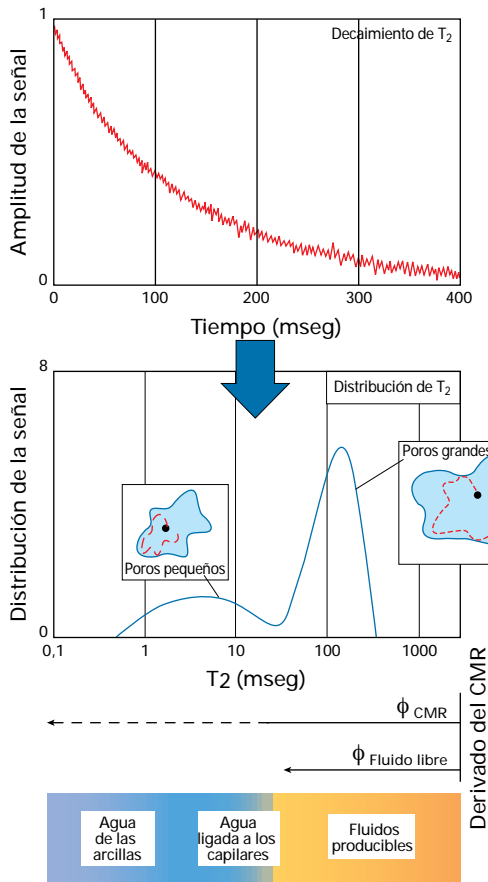 1
Decaimiento de T2
Amplitud de la señal
0
0 100 200 300 400
Tiempo (mseg)
8
Distribución de T2
Distribución de la señal
Poros grandes
Poros pequeños
0
0,1 1 10 100 1000
T2 (mseg)
ϕ CMR
ϕ Fluido libre
Derivado del CMR
Agua
de las
arcillas
Agua
ligada a los
capilares
Fluidos
producibles